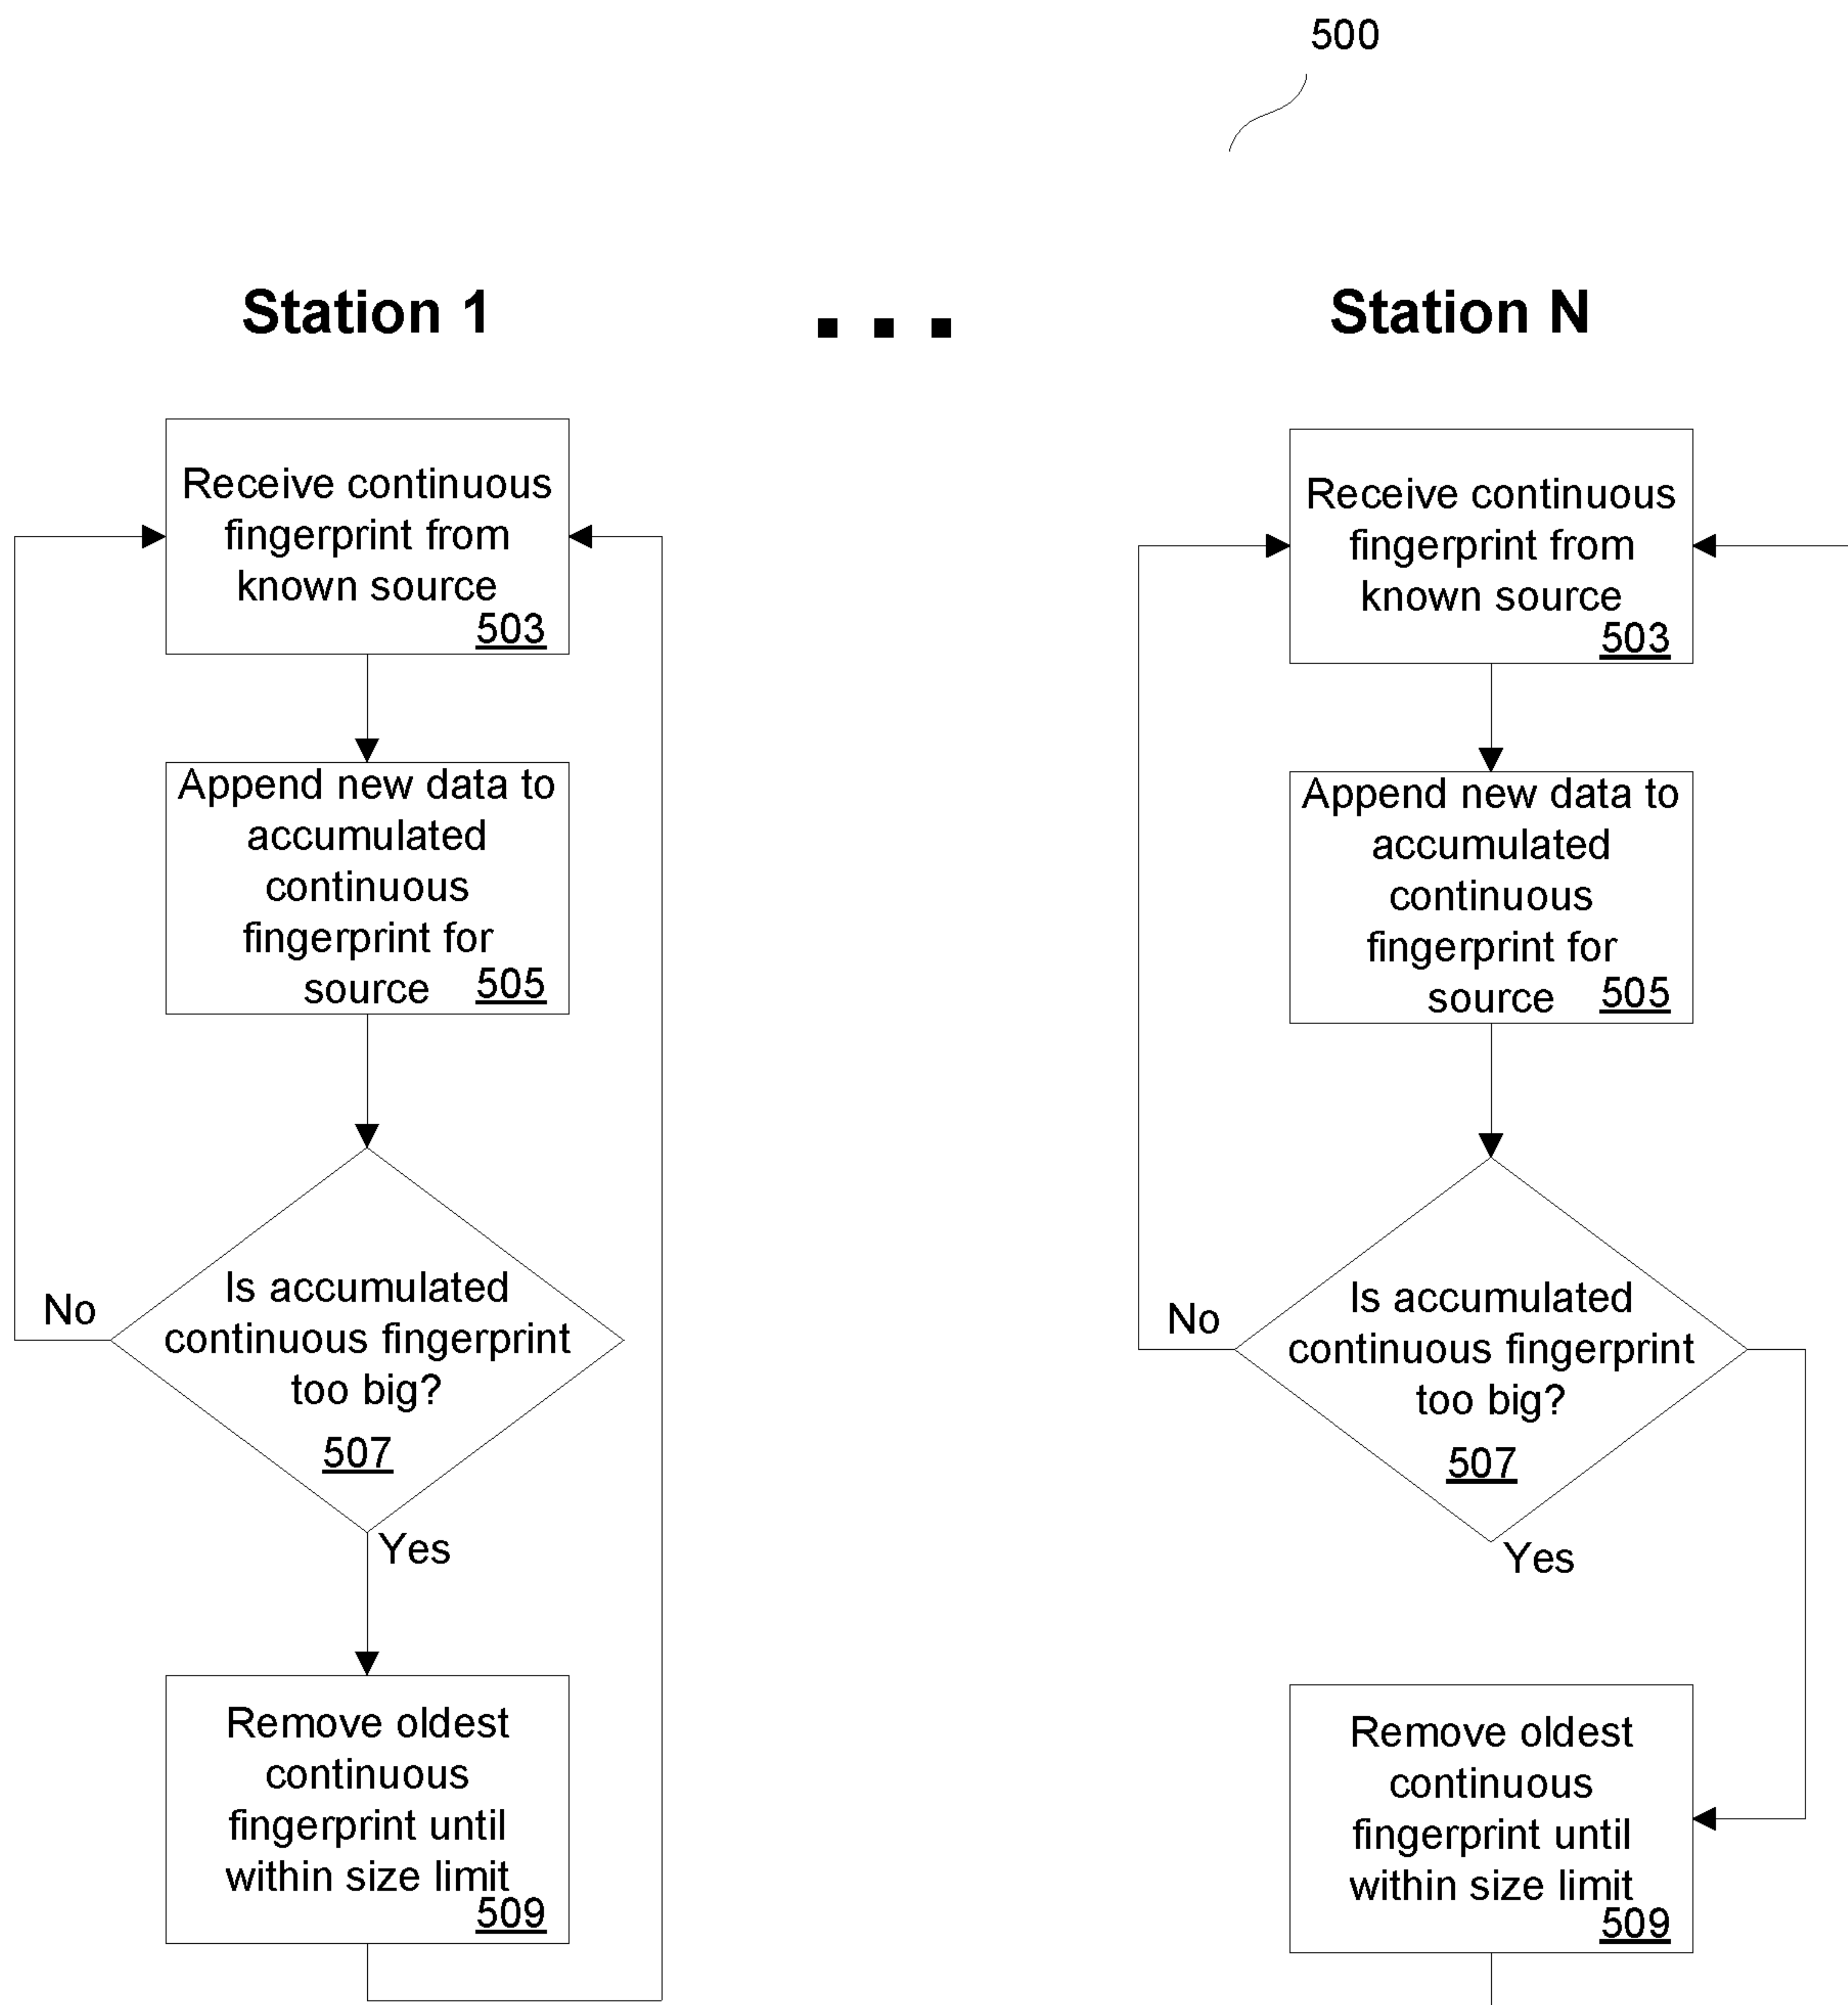 500
Station 1
...
Station N
Receive continuous
fingerprint from
known source
503
Append new data to
accumulated
continuous
fingerprint for
source 505
Is accumulated
continuous fingerprint
too big?
507
No
Yes
Remove oldest
continuous
fingerprint until
within size limit
509
Receive continuous
fingerprint from
known source
503
Append new data to
accumulated
continuous
fingerprint for
source 505
Is accumulated
continuous fingerprint
too big?
507
No
Yes
Remove oldest
continuous
fingerprint until
within size limit
509